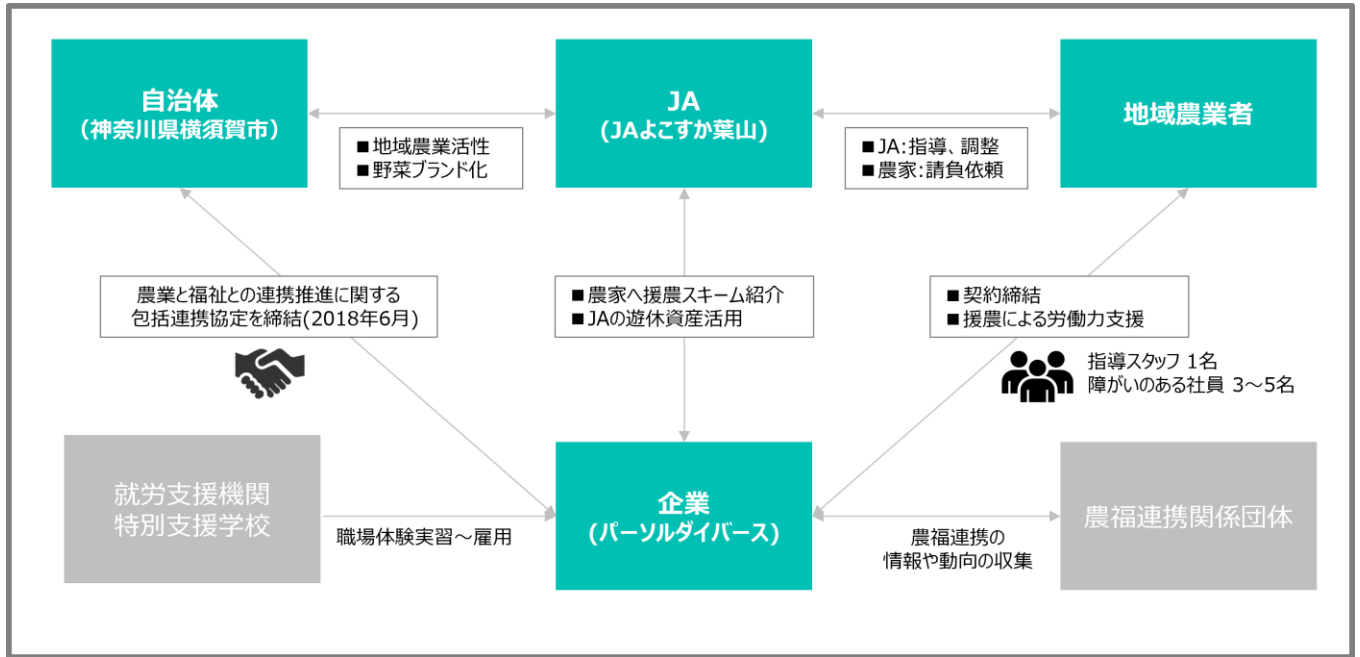 自治体
(神奈川県横須賀市)
JA
(JAよこすか葉山)
地域農業者
■地域農業活性
■野菜ブランド化
■JA:指導、調整
■農家:請負依頼
農業と福祉との連携推進に関する
包括連携協定を締結(2018年6月)
■農家へ援農スキーム紹介
■JAの遊休資産活用
■契約締結
■援農による労働力支援
指導スタッフ 1名
障がいのある社員 3~5名
就労支援機関
特別支援学校
職場体験実習~雇用
企業
(パーソルダイバース)
農福連携の
情報や動向の収集
農福連携関係団体